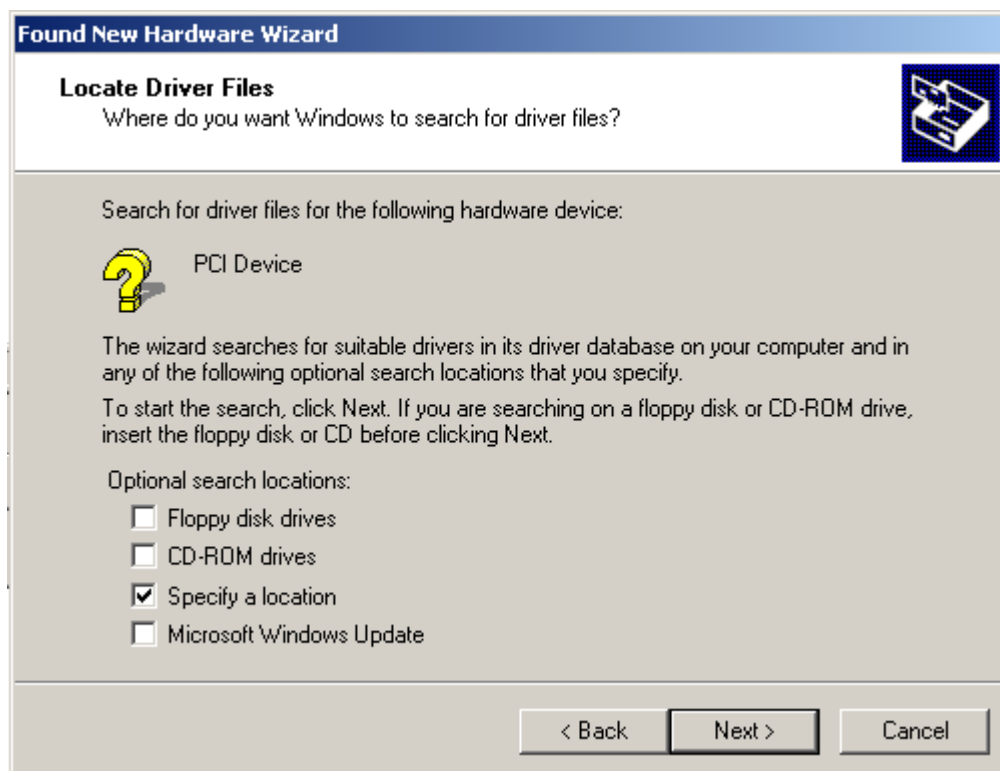 Found New Hardware Wizard
Locate Driver Files
Where do you want Windows to search for driver files?
Search for driver files for the following hardware device:
PCI Device
The wizard searches for suitable drivers in its driver database on your computer and in
any of the following optional search locations that you specify.
To start the search, click Next. If you are searching on a floppy disk or CD-ROM drive,
insert the floppy disk or CD before clicking Next.
Optional search locations:
Floppy disk drives
CD-ROM drives
Specify a location
Microsoft Windows Update
< Back Next > Cancel